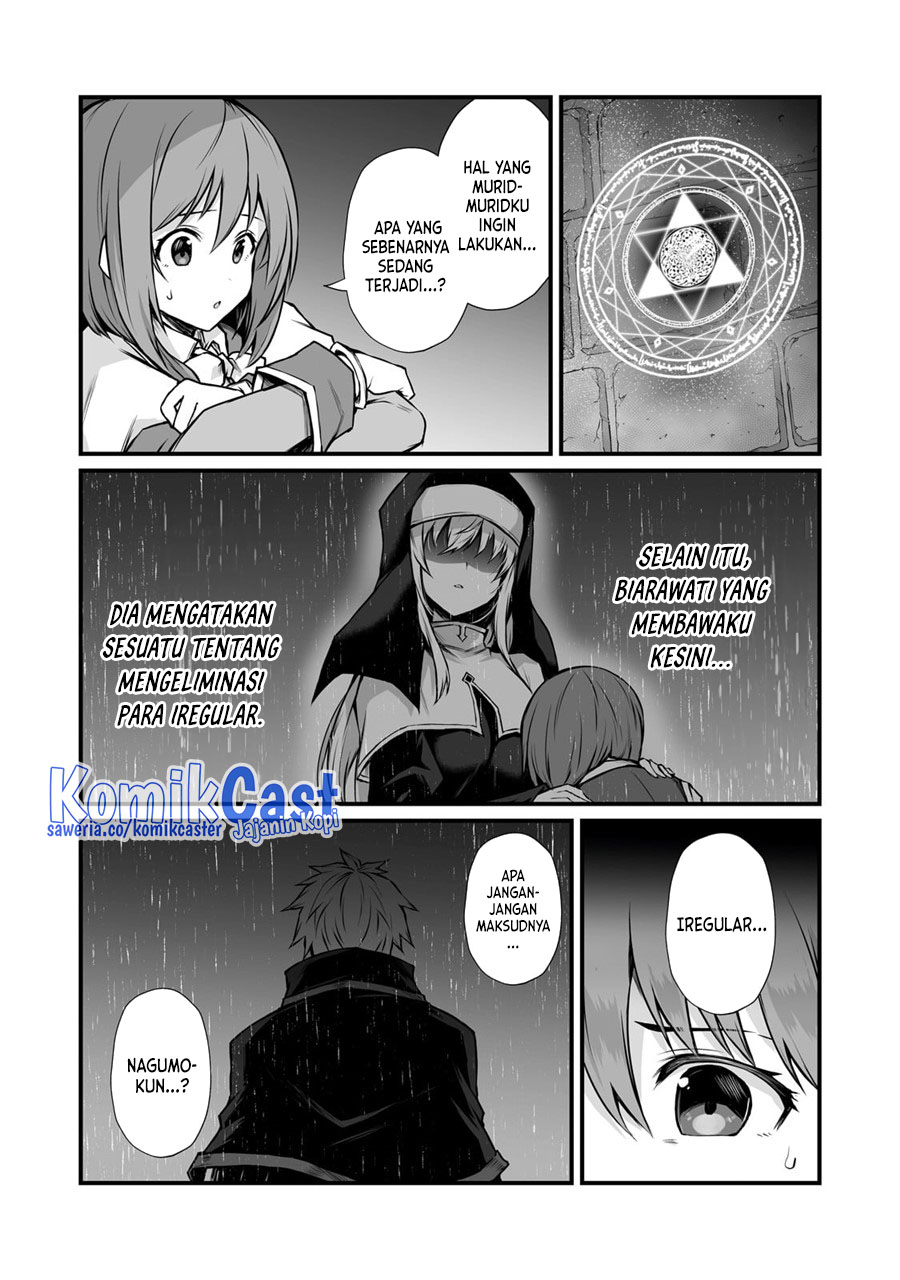 HAL YANG
MURID-
MURIDKU
INGIN
LAKUKAN...
APA YANG
SEBENARNYA
SEDANG
TERJADI...?
SELAIN ITU,
BIARAWATI YANG
MEMBAWAKU
KESINI...
DIA MENGATAKAN
SESUATU TENTANG
MENGELIMINASI
PARA IREGULAR.
KomikCast
saweria.co/komikcaster Jajanin Kopi
IREGULAR...
APA
JANGAN-
JANGAN
MAKSUDNYA
...
NAGUMO-
KUN...?